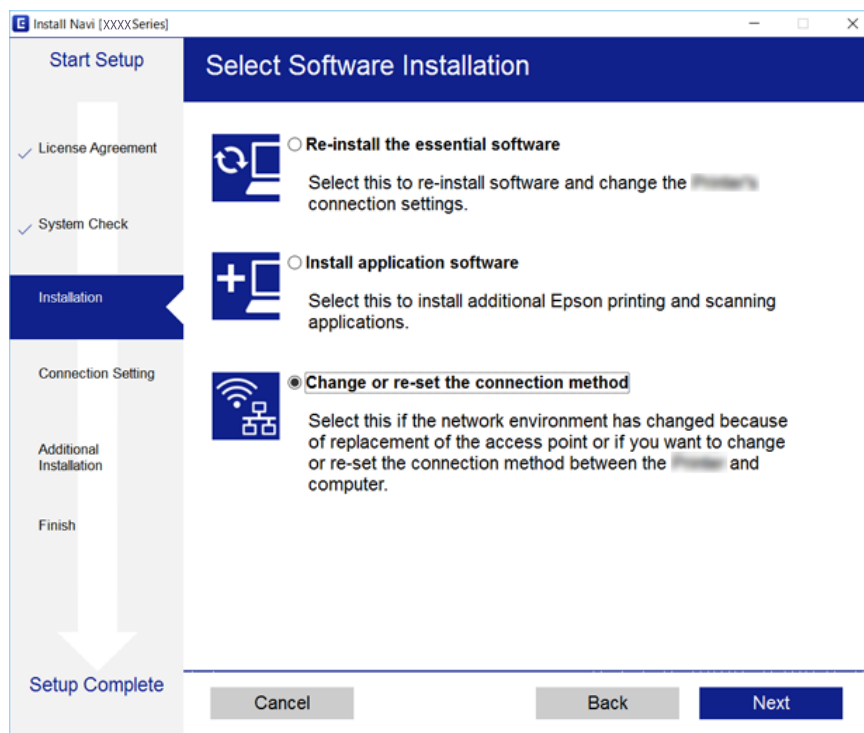 E Install Navi [XXXX Series]
Start Setup
Select Software Installation
License Agreement
System Check
Installation
Connection Setting
Additional
Installation
Finish
Setup Complete
Re-install the essential software
Select this to re-install software and change the
connection settings.
Install application software
Select this to install additional Epson printing and scanning
applications.
Change or re-set the connection method
Select this if the network environment has changed because
of replacement of the access point or if you want to change
or re-set the connection method between the and
computer.
Cancel
Back
Next